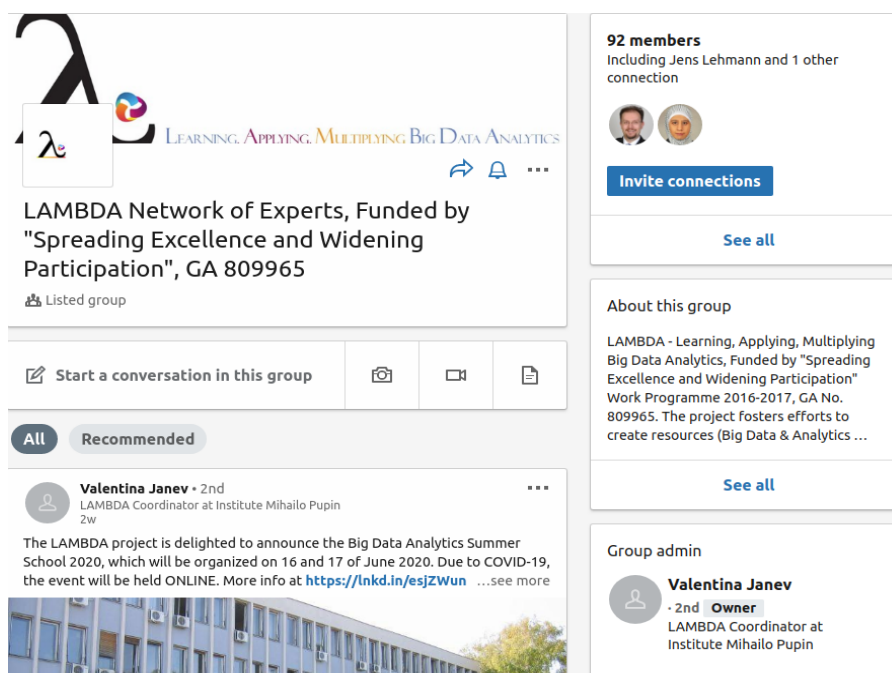 LEARNING, APPLYING, MULTIPLYING BIG DATA ANALYTICS
LAMBDA Network of Experts, Funded by
"Spreading Excellence and Widening
Participation", GA 809965
Listed group
Start a conversation in this group
All
Recommended
Valentina Janev • 2nd
LAMBDA Coordinator at Institute Mihailo Pupin
2w
The LAMBDA project is delighted to announce the Big Data Analytics Summer
School 2020, which will be organized on 16 and 17 of June 2020. Due to COVID-19,
the event will be held ONLINE. More info at https://lnkd.in/esjZWun …see more
92 members
Including Jens Lehmann and 1 other
connection
Invite connections
See all
About this group
LAMBDA - Learning, Applying, Multiplying
Big Data Analytics, Funded by "Spreading
Excellence and Widening Participation"
Work Programme 2016-2017, GA No.
809965. The project fosters efforts to
create resources (Big Data & Analytics …
See all
Group admin
Valentina Janev
· 2nd Owner
LAMBDA Coordinator at
Institute Mihailo Pupin